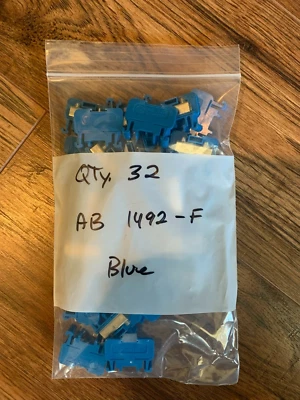 QTY. 32
AB 1492-F
Blue